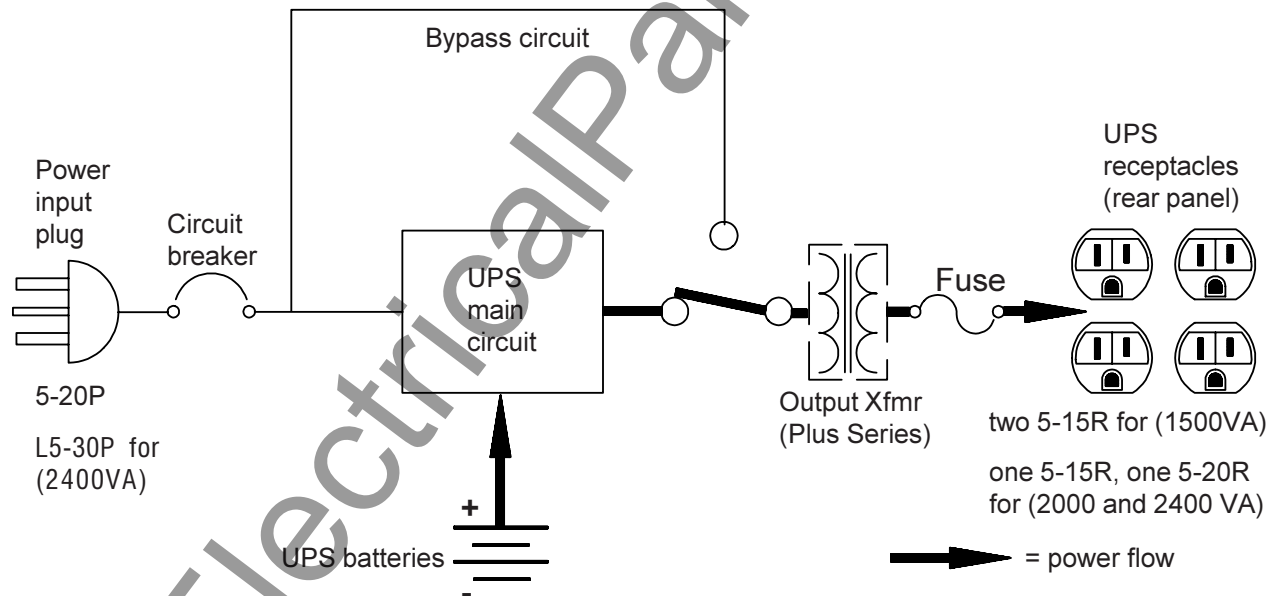 Bypass circuit
Power
input
plug
Circuit
breaker
UPS
main
circuit
UPS
receptacles
(rear panel)
Fuse
5-20P
L5-30P for
(2400VA)
Output Xfmr
(Plus Series)
two 5-15R for (1500VA)
one 5-15R, one 5-20R
for (2000 and 2400 VA)
+
UPS batteries
-
= power flow
ElectricalPar